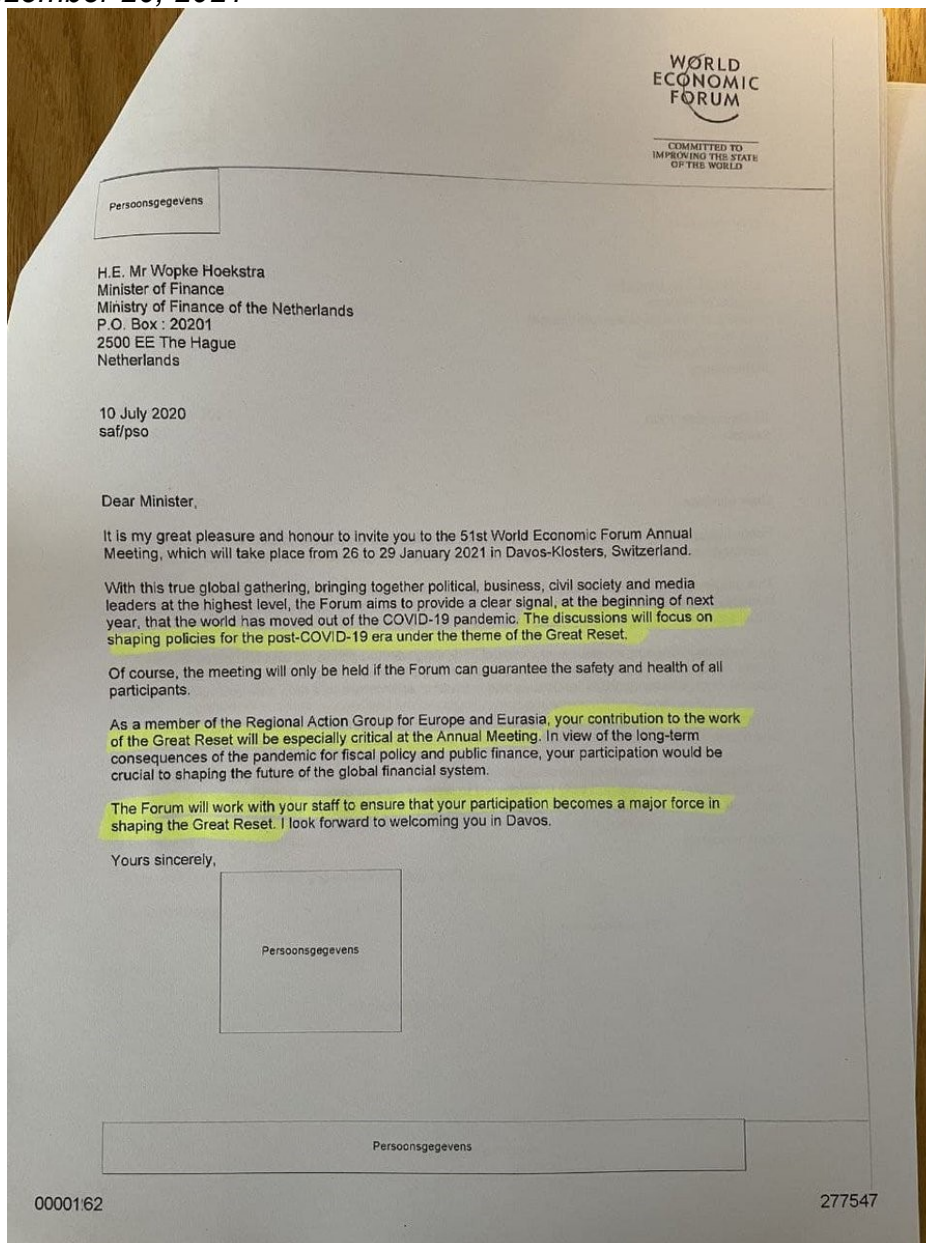 WORLD
ECONOMIC
FORUM
COMMITTED TO
IMPROVING THE STATE
OF THE WORLD
Persoonsgegevens
H.E. Mr Wopke Hoekstra
Minister of Finance
Ministry of Finance of the Netherlands
P.O. Box : 20201
2500 EE The Hague
Netherlands
10 July 2020
saf/pso
Dear Minister,
It is my great pleasure and honour to invite you to the 51st World Economic Forum Annual
Meeting, which will take place from 26 to 29 January 2021 in Davos-Klosters, Switzerland.
With this true global gathering, bringing together political, business, civil society and media
leaders at the highest level, the Forum aims to provide a clear signal, at the beginning of next
year, that the world has moved out of the COVID-19 pandemic. The discussions will focus on
shaping policies for the post-COVID-19 era under the theme of the Great Reset.
Of course, the meeting will only be held if the Forum can guarantee the safety and health of all
participants.
As a member of the Regional Action Group for Europe and Eurasia, your contribution to the work
of the Great Reset will be especially critical at the Annual Meeting. In view of the long-term
consequences of the pandemic for fiscal policy and public finance, your participation would be
crucial to shaping the future of the global financial system.
The Forum will work with your staff to ensure that your participation becomes a major force in
shaping the Great Reset. I look forward to welcoming you in Davos.
Yours sincerely,
Persoonsgegevens
Persoonsgegevens
0000162
277547